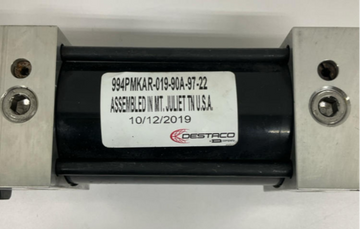 994PMKAR-019-90A-97-22
ASSEMBLED IN MT. JULIET TN U.S.A.
10/12/2019
DESTACO